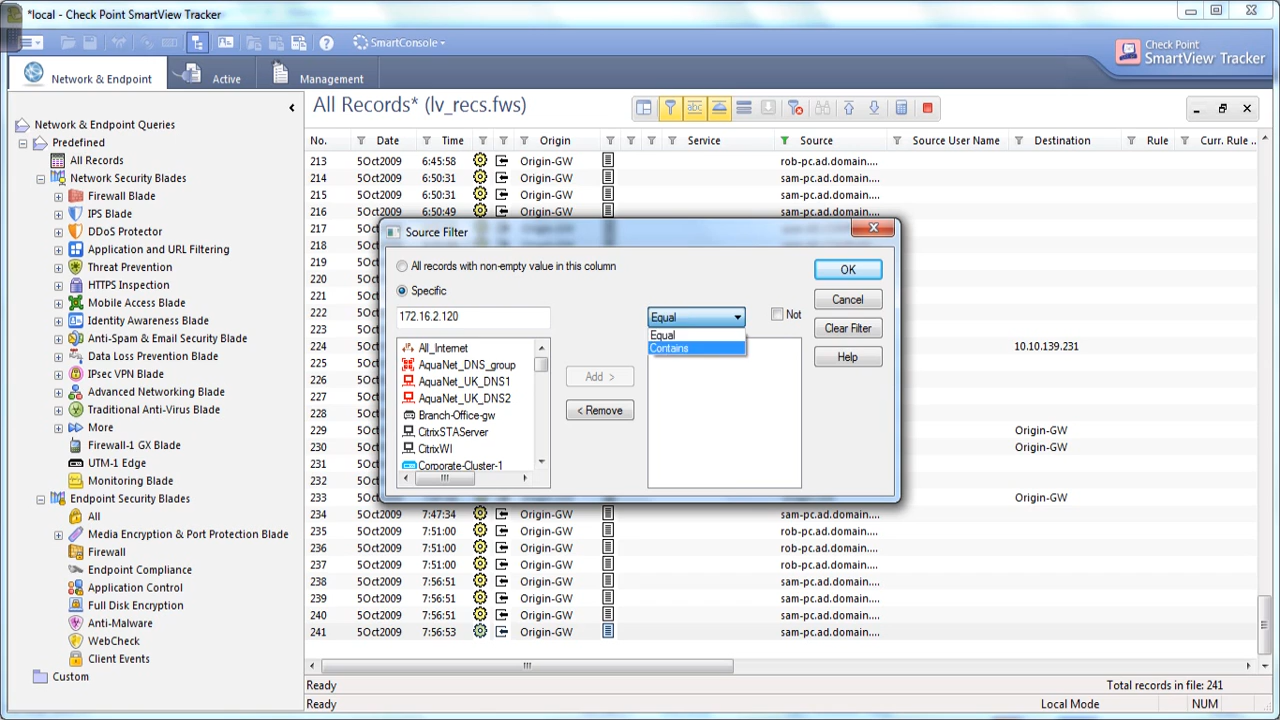 *local - Check Point SmartView Tracker
SmartConsole
Check Point
SmartView Tracker
Network & Endpoint
Active
Management
All Records* (lv_recs.fws)
Network & Endpoint Queries
Predefined
All Records
Network Security Blades
Firewall Blade
IPS Blade
DDoS Protector
Application and URL Filtering
Threat Prevention
HTTPS Inspection
Mobile Access Blade
Identity Awareness Blade
Anti-Spam & Email Security Blade
Data Loss Prevention Blade
IPsec VPN Blade
Advanced Networking Blade
Traditional Anti-Virus Blade
More
Firewall-1 GX Blade
UTM-1 Edge
Monitoring Blade
Endpoint Security Blades
All
Media Encryption & Port Protection Blade
Firewall
Endpoint Compliance
Application Control
Full Disk Encryption
Anti-Malware
WebCheck
Client Events
Custom
No. Date Time Origin Service Source Source User Name Destination Rule Curr. Rule ..
213 5Oct2009 6:45:58 Origin-GW rob-pc.ad.domain....
214 5Oct2009 6:50:31 Origin-GW sam-pc.ad.domain....
215 5Oct2009 6:50:31 Origin-GW sam-pc.ad.domain....
216 5Oct2009 6:50:49 Origin-GW sam-pc.ad.domain....
217
218
219
220
221
222
223
224 10.10.139.231
225
226
227
228
229 Origin-GW
230 Origin-GW
231
232
233 Origin-GW
234 5Oct2009 7:47:34 Origin-GW sam-pc.ad.domain....
235 5Oct2009 7:51:00 Origin-GW rob-pc.ad.domain....
236 5Oct2009 7:51:00 Origin-GW rob-pc.ad.domain....
237 5Oct2009 7:51:00 Origin-GW rob-pc.ad.domain....
238 5Oct2009 7:56:51 Origin-GW sam-pc.ad.domain....
239 5Oct2009 7:56:51 Origin-GW sam-pc.ad.domain....
240 5Oct2009 7:56:51 Origin-GW sam-pc.ad.domain....
241 5Oct2009 7:56:53 Origin-GW sam-pc.ad.domain....
Source Filter
All records with non-empty value in this column
Specific
172.16.2.120
Equal
Not
Equal
Contains
All_Internet
AquaNet_DNS_group
AquaNet_UK_DNS1
AquaNet_UK_DNS2
Branch-Office-gw
CitrixSTAServer
CitrixWI
Corporate-Cluster-1
Add >
< Remove
OK
Cancel
Clear Filter
Help
Ready
Total records in file: 241
Ready
Local Mode
NUM